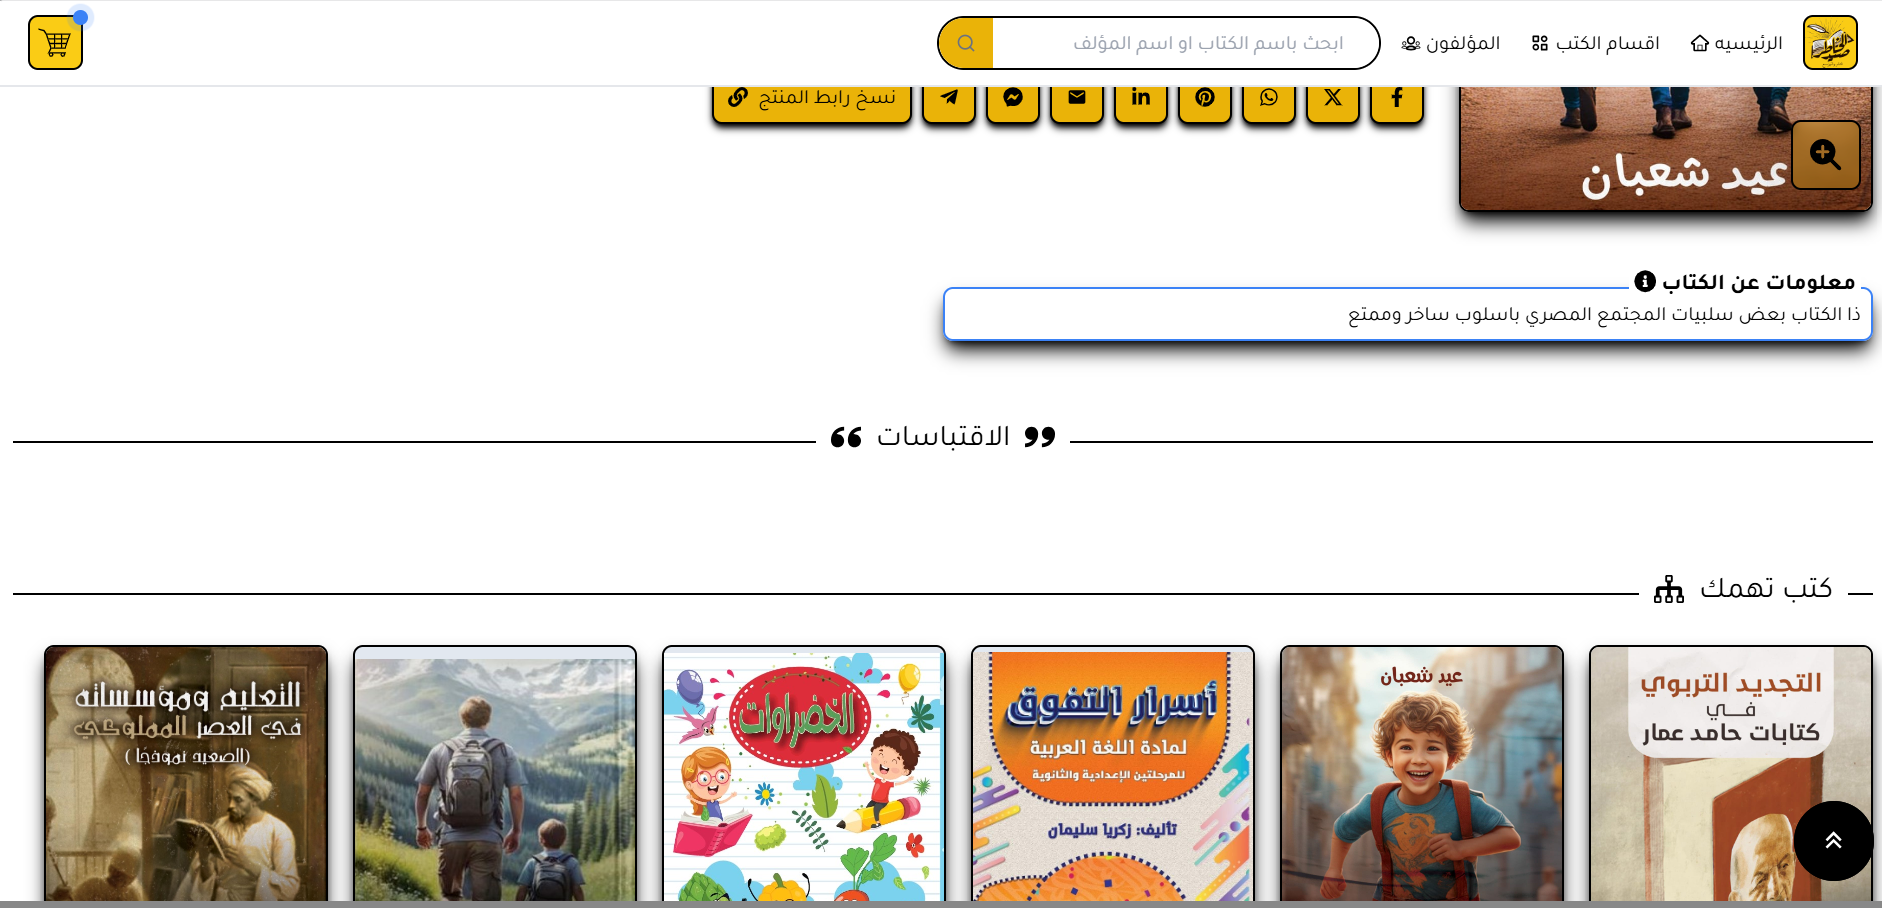 الرئيسيه
اقسام الكتب
المؤلفون
ابحث باسم الكتاب او اسم المؤلف
نسخ رابط المنتج
عيد شعبان
معلومات عن الكتاب
ذا الكتاب بعض سلبيات المجتمع المصري باسلوب ساخر وممتع
الاقتباسات
كتب تهمك
التجديد التربوي
في
كتابات حامد عمار
عيد شعبان
أسرار التفوق
لمادة اللغة العربية
للمرحلتين الإعدادية والثانوية
تأليف: زكريا سليمان
الخضراوات
التعليم ومؤسساته
في العصر المملوكي
(الصعيد نموذجًا )